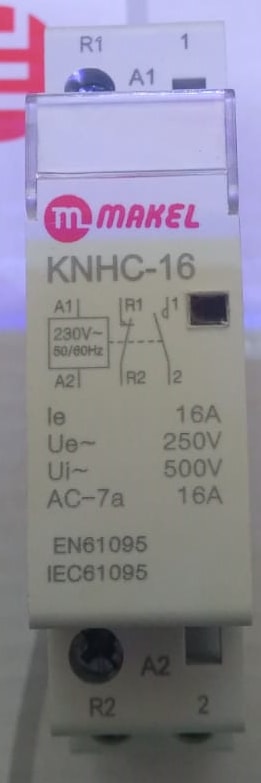 R1 1
A1
m MAKEL
KNHC-16
A1 R1 1
230V~
50/60Hz
A2 R2 2
Ie 16A
Ue~ 250V
Ui~ 500V
AC-7a 16A
EN61095
IEC61095
A2
R2 2